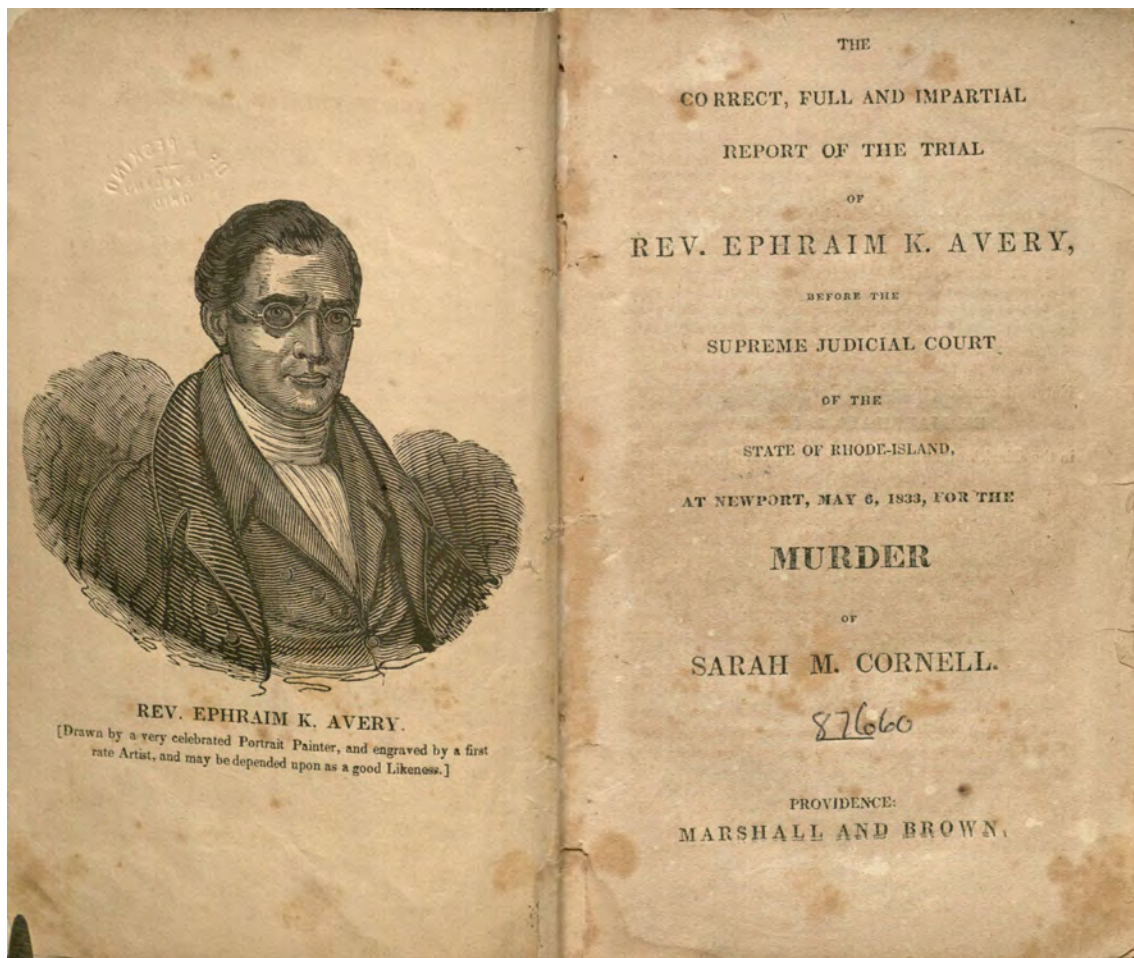 REV. EPHRAIM K. AVERY.
[Drawn by a very celebrated Portrait Painter, and engraved by a first
rate Artist, and may be depended upon as a good Likeness.]
THE
CORRECT, FULL AND IMPARTIAL
REPORT OF THE TRIAL
OF
REV. EPHRAIM K. AVERY,
BEFORE THE
SUPREME JUDICIAL COURT
OF THE
STATE OF RHODE-ISLAND,
AT NEWPORT, MAY 6, 1833, FOR THE
MURDER
OF
SARAH M. CORNELL.
87660
PROVIDENCE:
MARSHALL AND BROWN,